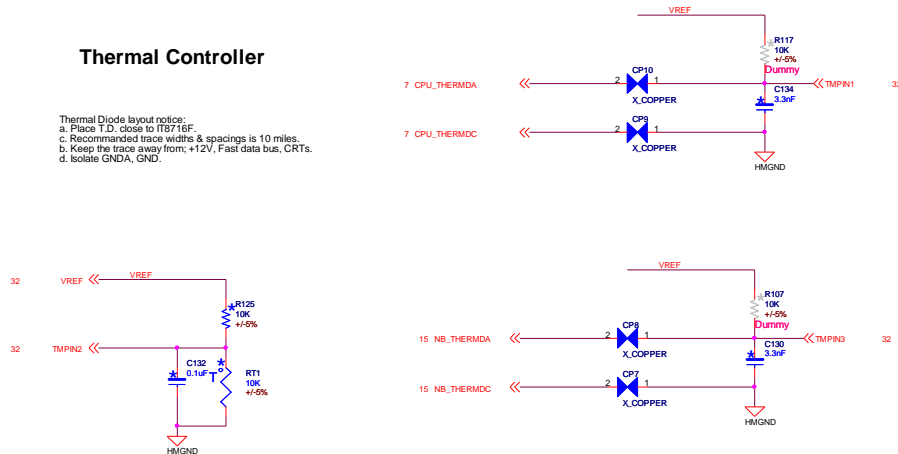 Thermal Controller
Thermal Diode layout notice:
a. Place T.D. close to IT8716F.
c. Recommanded trace widths & spacings is 10 miles.
b. Keep the trace away from; +12V, Fast data bus, CRTs.
d. Isolate GNDA, GND.
VREF
R117
10K
+/-5%
Dummy
7 CPU_THERMDA
2 CP10 1
X_COPPER
TMPIN1
32
C134
3.3nF
7 CPU_THERMDC
2 CP9 1
X_COPPER
HMGND
32 VREF
VREF
R125
10K
+/-5%
32 TMPIN2
C132
0.1uF
T°
RT1
10K
+/-5%
HMGND
VREF
R107
10K
+/-5%
Dummy
15 NB_THERMDA
2 CP8 1
X_COPPER
TMPIN3 32
C130
3.3nF
15 NB_THERMDC
2 CP7 1
X_COPPER
HMGND